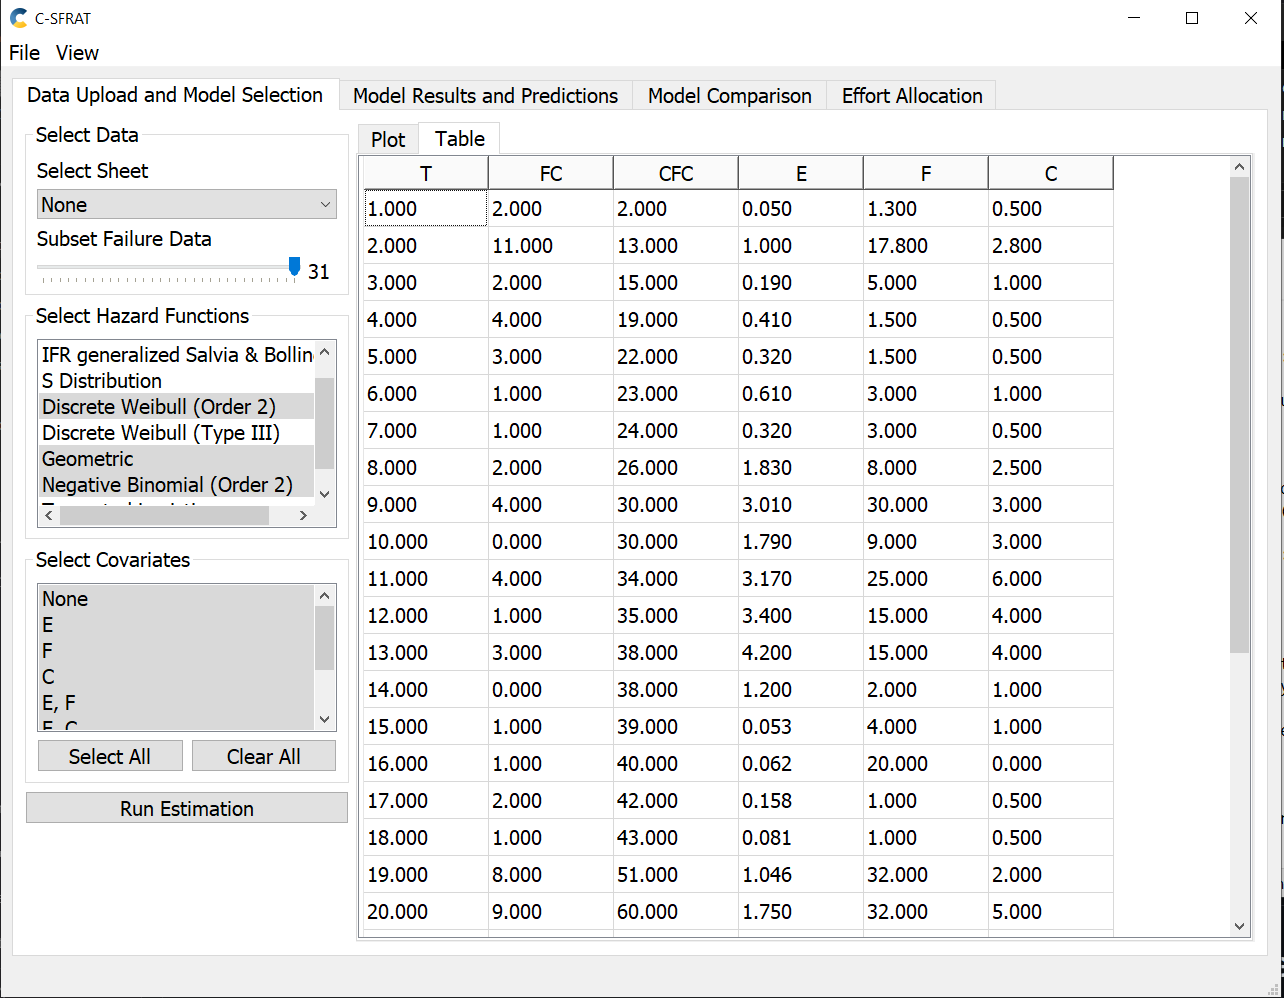 C-SFRAT
File View
Data Upload and Model Selection Model Results and Predictions Model Comparison Effort Allocation
Select Data
Select Sheet
None
Subset Failure Data
31
Select Hazard Functions
IFR generalized Salvia &
S Distribution
Discrete Weibull (Order 2)
Discrete Weibull (Type III)
Geometric
Negative Binomial (Order 2)
Select Covariates
None
E
F
C
E, F
E, C
Select All Clear All
Run Estimation
Plot Table
T FC CFC E F C
1.000 2.000 2.000 0.050 1.300 0.500
2.000 11.000 13.000 1.000 17.800 2.800
3.000 2.000 15.000 0.190 5.000 1.000
4.000 4.000 19.000 0.410 1.500 0.500
5.000 3.000 22.000 0.320 1.500 0.500
6.000 1.000 23.000 0.610 3.000 1.000
7.000 1.000 24.000 0.320 3.000 0.500
8.000 2.000 26.000 1.830 8.000 2.500
9.000 4.000 30.000 3.010 30.000 3.000
10.000 0.000 30.000 1.790 9.000 3.000
11.000 4.000 34.000 3.170 25.000 6.000
12.000 1.000 35.000 3.400 15.000 4.000
13.000 3.000 38.000 4.200 15.000 4.000
14.000 0.000 38.000 1.200 2.000 1.000
15.000 1.000 39.000 0.053 4.000 1.000
16.000 1.000 40.000 0.062 20.000 0.000
17.000 2.000 42.000 0.158 1.000 0.500
18.000 1.000 43.000 0.081 1.000 0.500
19.000 8.000 51.000 1.046 32.000 2.000
20.000 9.000 60.000 1.750 32.000 5.000